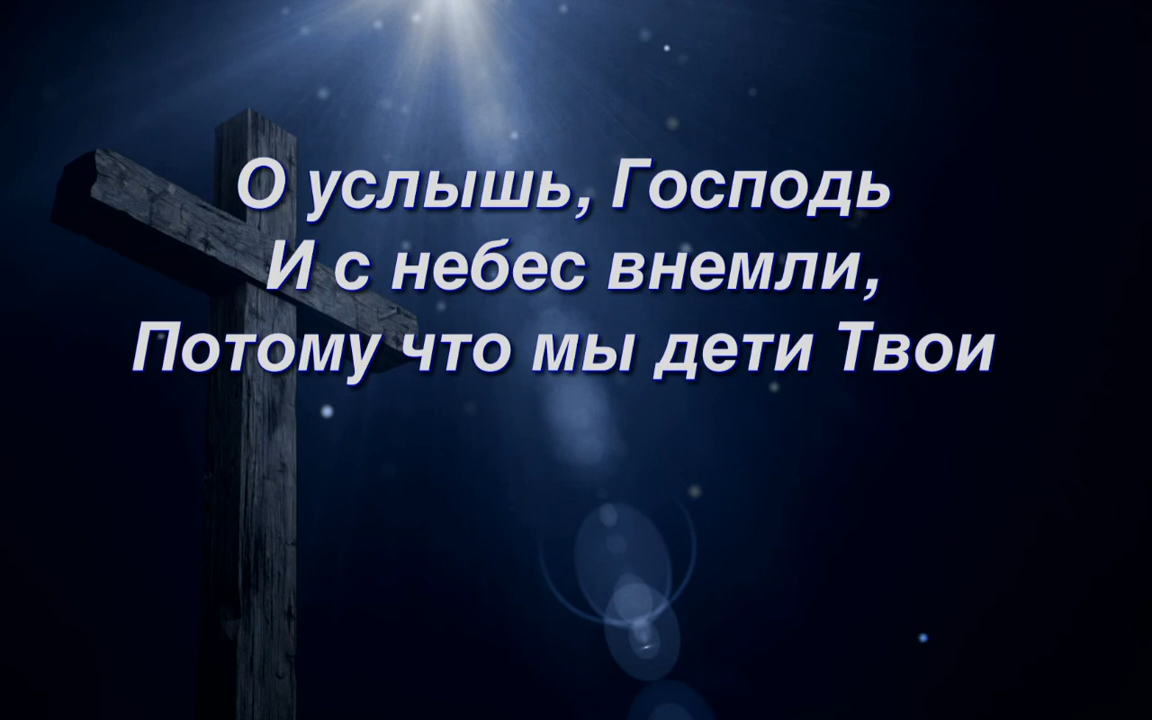 О услышь, Господь
И с небес внемли,
Потому что мы дети Твои